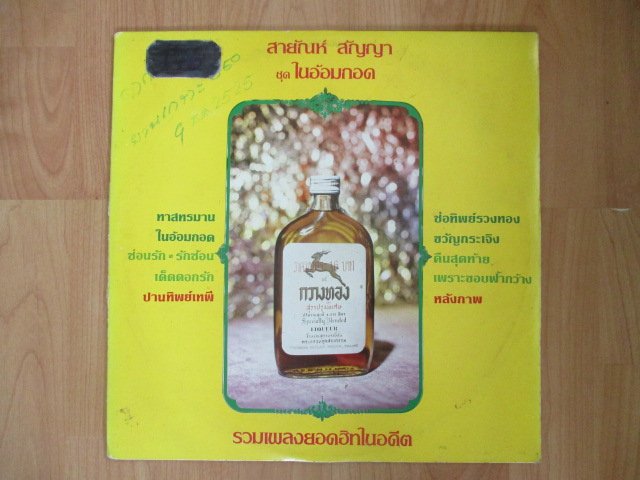 สายัณห์ สัญญา
ชุด ในอ้อมกอด
ทาสทรมาน
ในอ้อมกอด
ซ่อนรัก - รักซ้อน
เด็ดดอกรัก
ปานทิพย์เทพี
ช่อทิพย์รวงทอง
ขวัญกระเจิง
คืนสุดท้าย
เพราะขอบฟ้ากว้าง
หลังภาพ
กวางทอง
Specially Blended
LIQUEUR
รวมเพลงยอดฮิทในอดีต